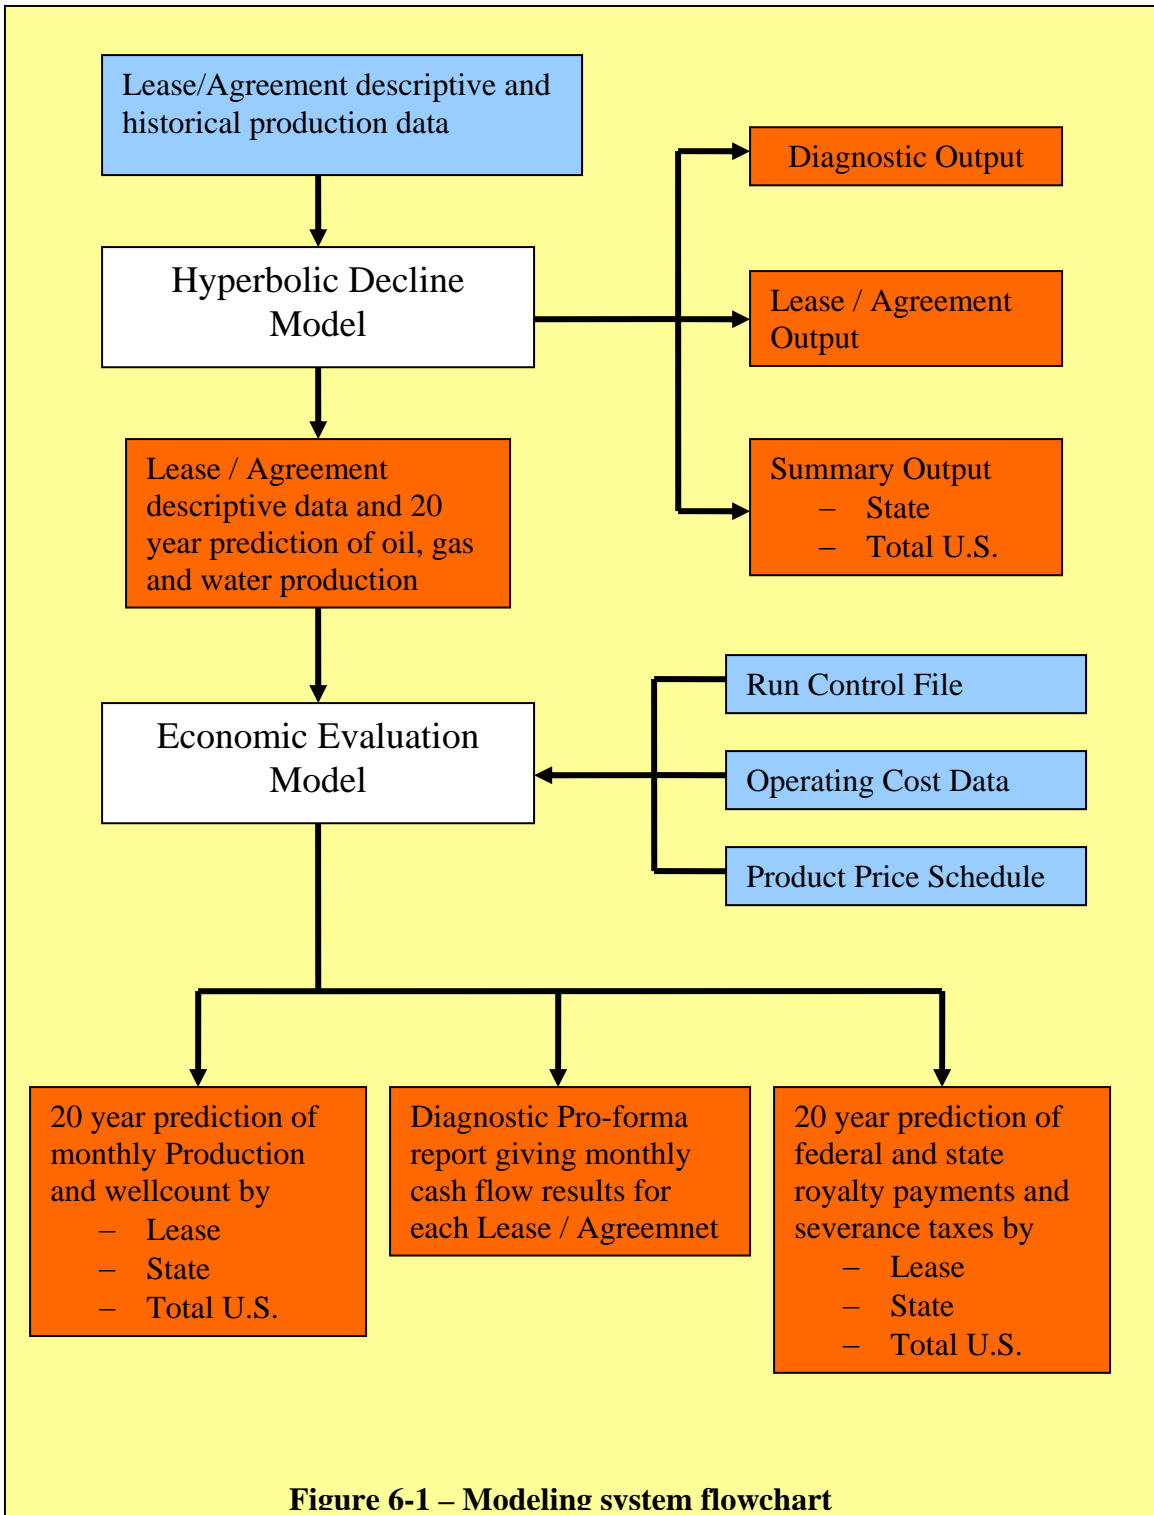 Lease/Agreement descriptive and
historical production data
Diagnostic Output
Hyperbolic Decline
Model
Lease / Agreement
Output
Lease / Agreement
descriptive data and 20
year prediction of oil, gas
and water production
Summary Output
– State
– Total U.S.
Run Control File
Economic Evaluation
Model
Operating Cost Data
Product Price Schedule
20 year prediction of
monthly Production
and wellcount by
– Lease
– State
– Total U.S.
Diagnostic Pro-forma
report giving monthly
cash flow results for
each Lease / Agreemnet
20 year prediction of
federal and state
royalty payments and
severance taxes by
– Lease
– State
– Total U.S.
Figure 6-1 – Modeling system flowchart